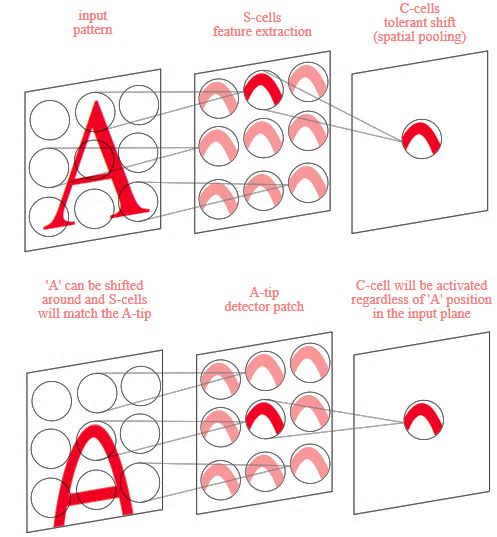 input
pattern
S-cells
feature extraction
C-cells
tolerant shift
(spatial pooling)
A
'A' can be shifted
around and S-cells
will match the A-tip
A-tip
detector patch
C-cell will be activated
regardless of 'A' position
in the input plane
A